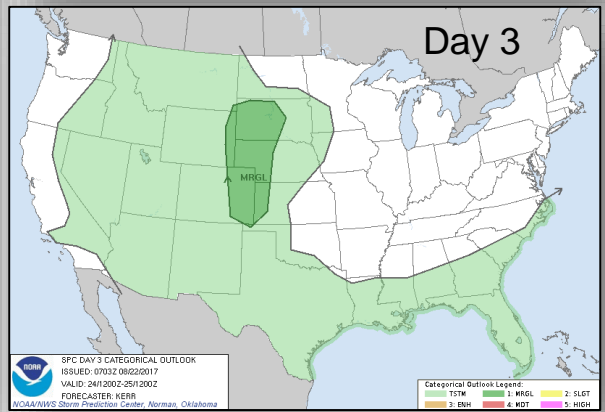 Day 3
MRGL
NOAA
SPC DAY 3 CATEGORICAL OUTLOOK
ISSUED: 0703Z 08/22/2017
VALID: 24/1200Z-25/1200Z
FORECASTER: KERR
NOAA/NWS Storm Prediction Center, Norman, Oklahoma
Categorical Outlook Legend:
TSTM 1: MRGL 2: SLGT
3: ENH 4: MDT 5: HIGH